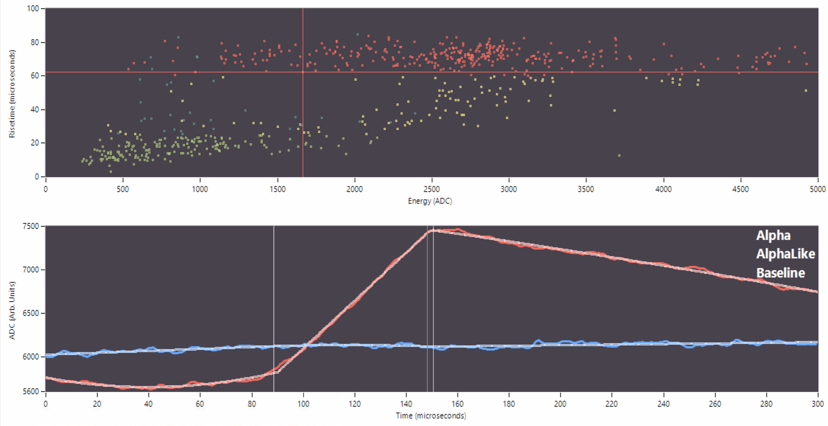 100
80
60
40
20
0
Risetime (microseconds)
0 500 1000 1500 2000 2500 3000 3500 4000 4500 5000
Energy (ADC)
7500
7000
6500
6000
5600
ADC (Arb. Units)
Alpha
AlphaLike
Baseline
0 20 40 60 80 100 120 140 160 180 200 220 240 260 280 300
Time (microseconds)